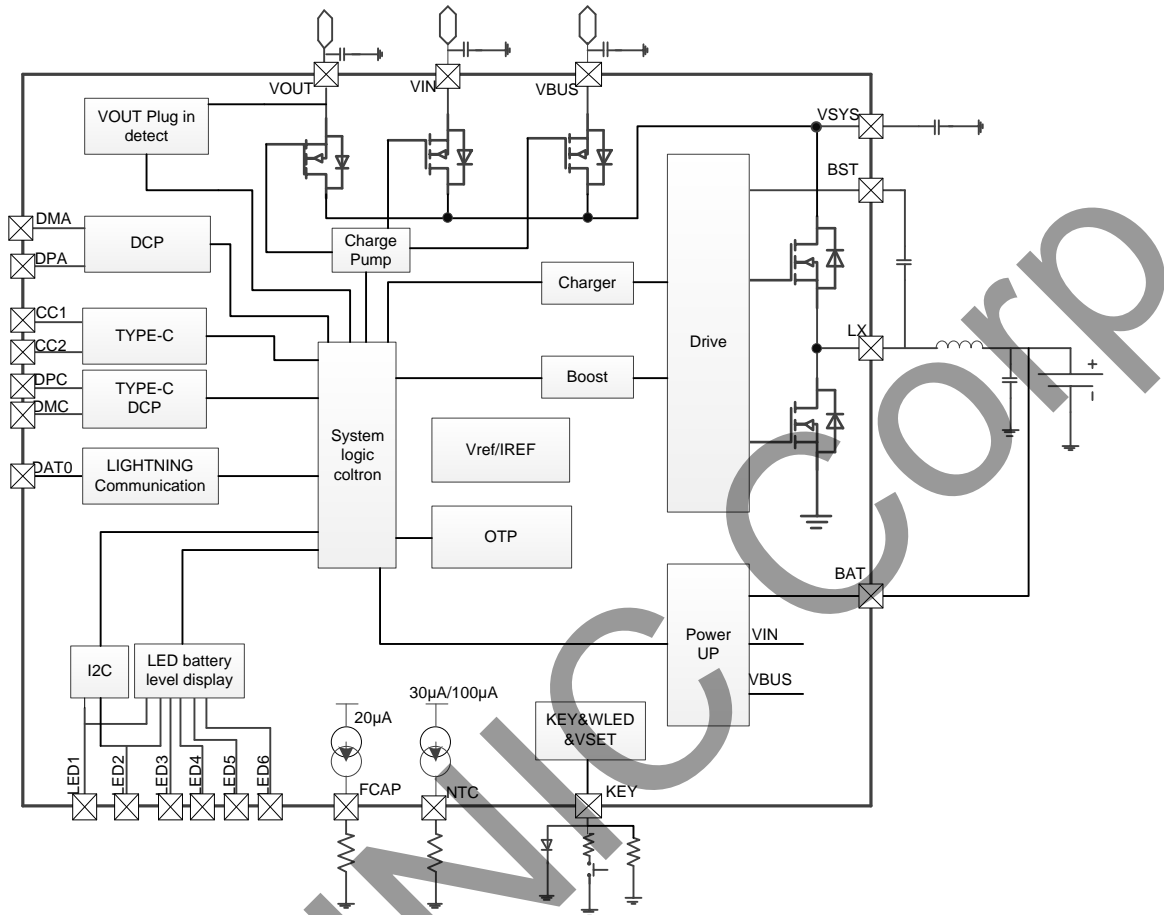 VOUT
VIN
VBUS
VOUT Plug in
detect
VSYS
BST
DMA
DPA
DCP
Charge
Pump
Charger
CC1
CC2
TYPE-C
LX
Drive
Boost
DPC
DMC
TYPE-C
DCP
System
logic
coltron
Vref/IREF
DAT0
LIGHTNING
Communication
OTP
BAT
Power
UP
VIN
VBUS
I2C
LED battery
level display
20μA
30μA/100μA
KEY&WLED
&VSET
LED1
LED2
LED3
LED4
LED5
LED6
FCAP
NTC
KEY
+
WIC Corp